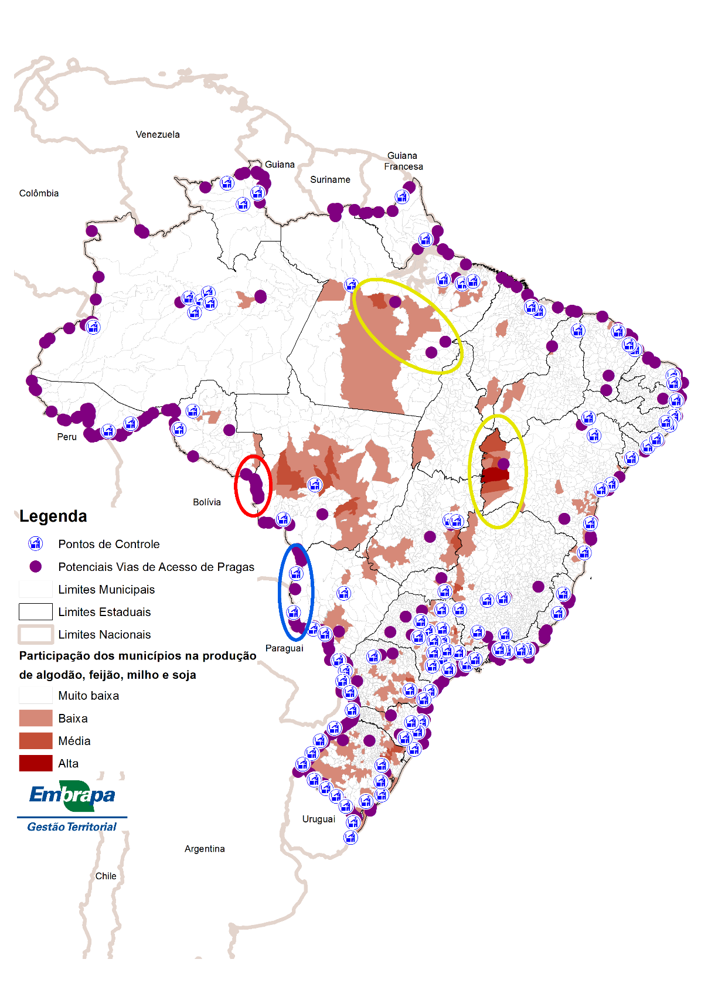 Venezuela
Guiana
Suriname
Guiana
Francesa
Colômbia
Peru
Bolívia
Paraguai
Uruguai
Argentina
Chile
Legenda
Pontos de Controle
Potenciais Vias de Acesso de Pragas
Limites Municipais
Limites Estaduais
Limites Nacionais
Participação dos municípios na produção
de algodão, feijão, milho e soja
Muito baixa
Baixa
Média
Alta
Embrapa
Gestão Territorial